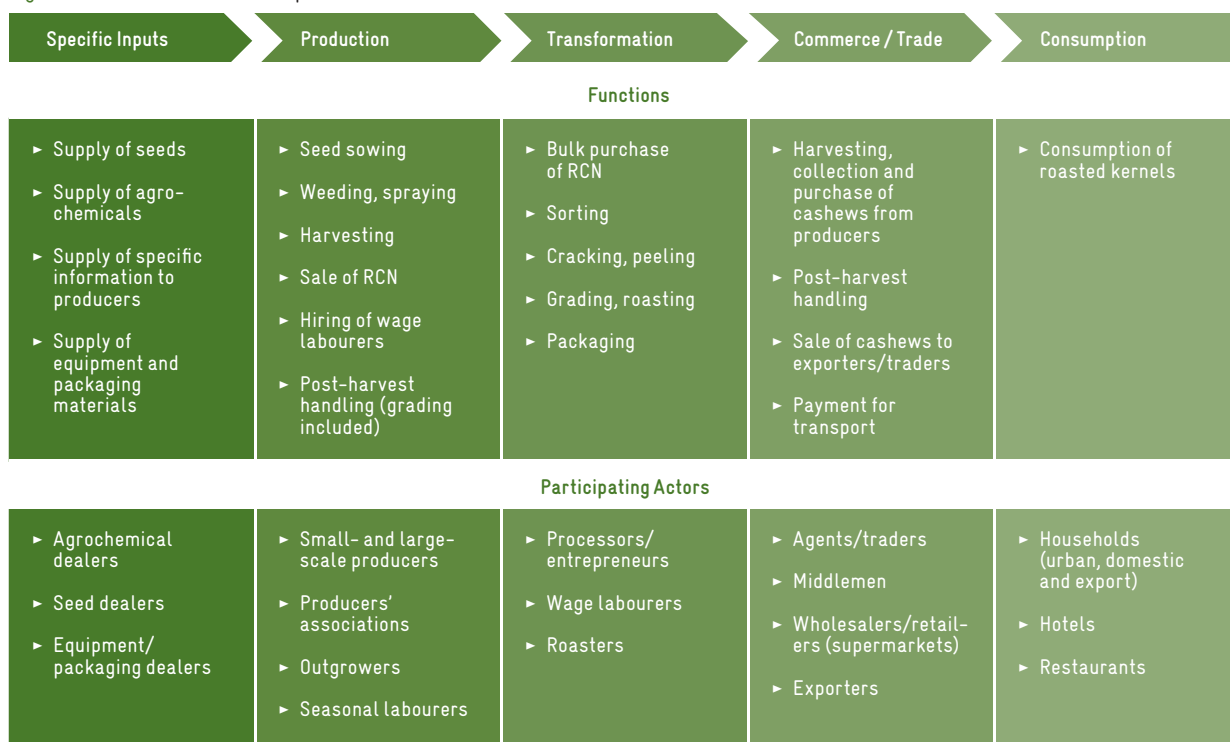 Specific Inputs
Production
Transformation
Commerce / Trade
Consumption
Functions
► Supply of seeds
► Supply of agro-
chemicals
► Supply of specific
information to
producers
► Supply of
equipment and
packaging
materials
► Seed sowing
► Weeding, spraying
► Harvesting
► Sale of RCN
► Hiring of wage
labourers
► Post-harvest
handling (grading
included)
► Bulk purchase
of RCN
► Sorting
► Cracking, peeling
► Grading, roasting
► Packaging
► Harvesting,
collection and
purchase of
cashews from
producers
► Post-harvest
handling
► Sale of cashews to
exporters/traders
► Payment for
transport
► Consumption of
roasted kernels
Participating Actors
► Agrochemical
dealers
► Seed dealers
► Equipment/
packaging dealers
► Small- and large-
scale producers
► Producers’
associations
► Outgrowers
► Seasonal labourers
► Processors/
entrepreneurs
► Wage labourers
► Roasters
► Agents/traders
► Middlemen
► Wholesalers/retail-
ers (supermarkets)
► Exporters
► Households
(urban, domestic
and export)
► Hotels
► Restaurants